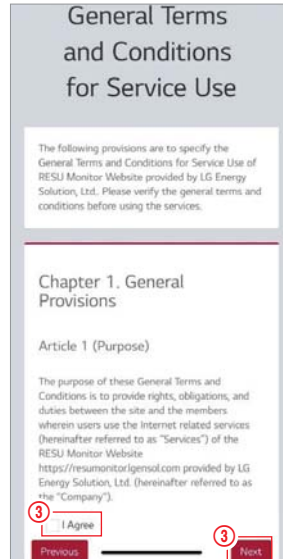 General Terms
and Conditions
for Service Use
The following provisions are to specify the
General Terms and Conditions for Service Use of
RESU Monitor Website provided by LG Energy
Solution, Ltd. Please verify the general terms and
conditions before using the services.
Chapter 1. General
Provisions
Article 1 (Purpose)
The purpose of these General Terms and
Conditions is to provide rights, obligations, and
duties between the site and the members
wherein users use the Internet related services
(hereinafter referred to as "Services") of the
RESU Monitor Website
https://resumonitor.lgensol.com provided by LG
Energy Solution, Ltd. (hereinafter referred to as
the "Company").
③
I Agree
③
Previous
Next